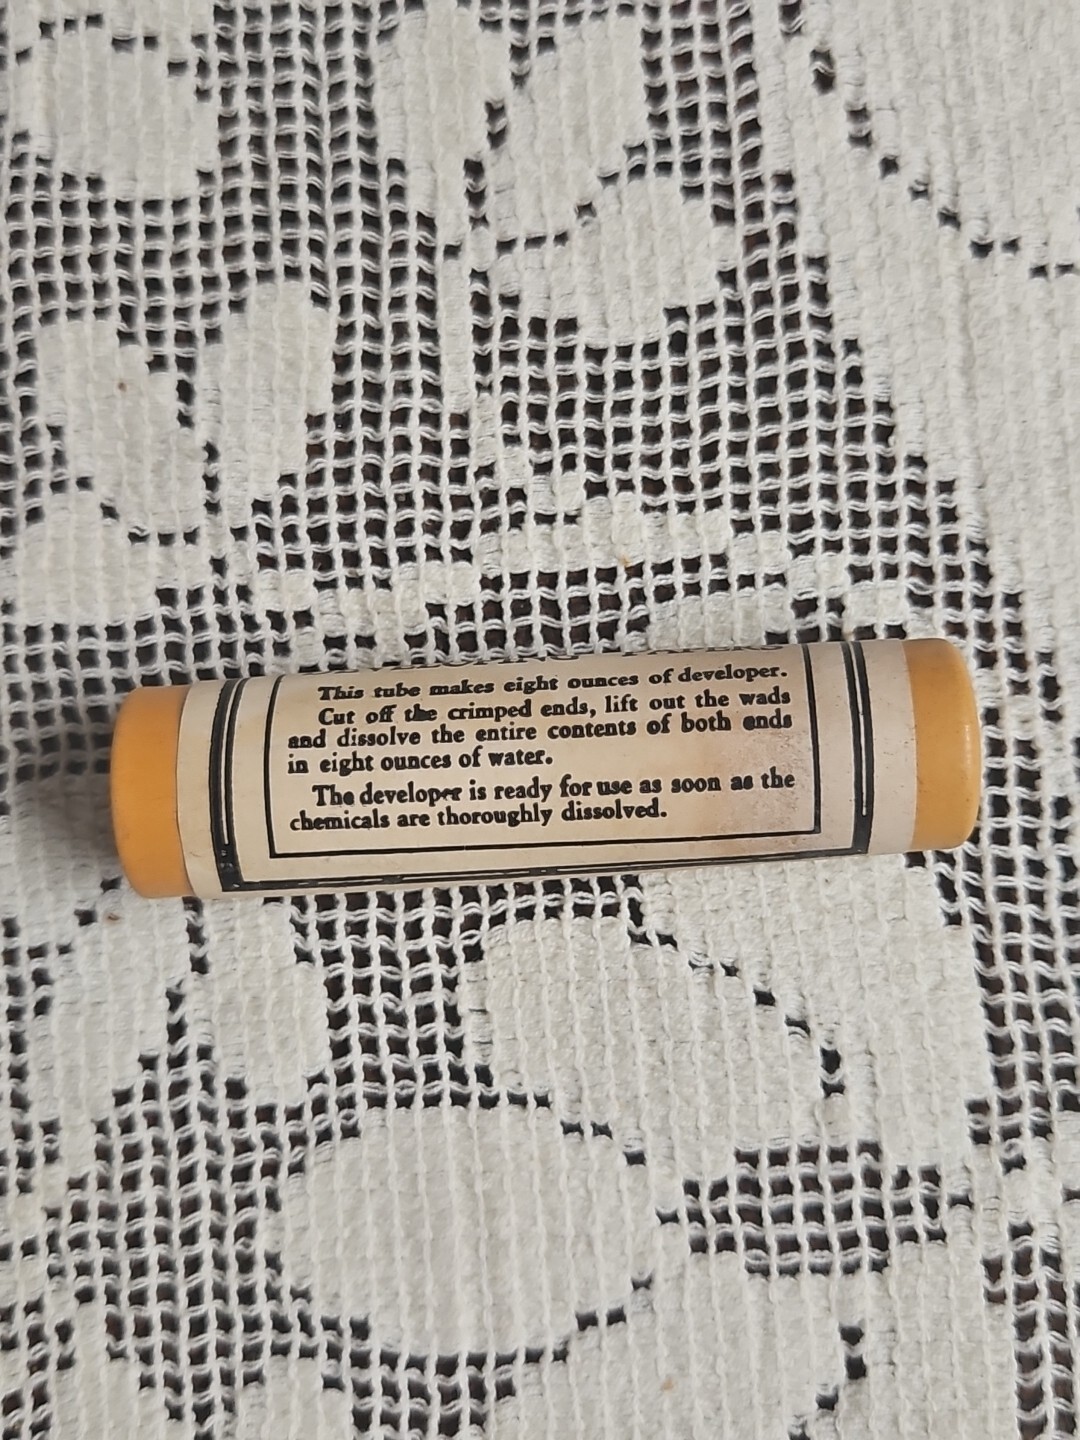 This tube makes eight ounces of developer.
Cut off the crimped ends, lift out the wads
and dissolve the entire contents of both ends
in eight ounces of water.
The developer is ready for use as soon as the
chemicals are thoroughly dissolved.